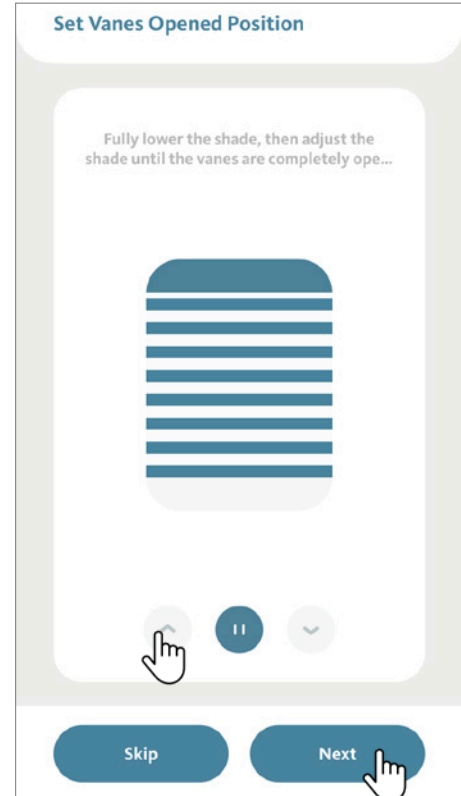 Set Vanes Opened Position
Fully lower the shade, then adjust the
shade until the vanes are completely ope...
Skip
Next